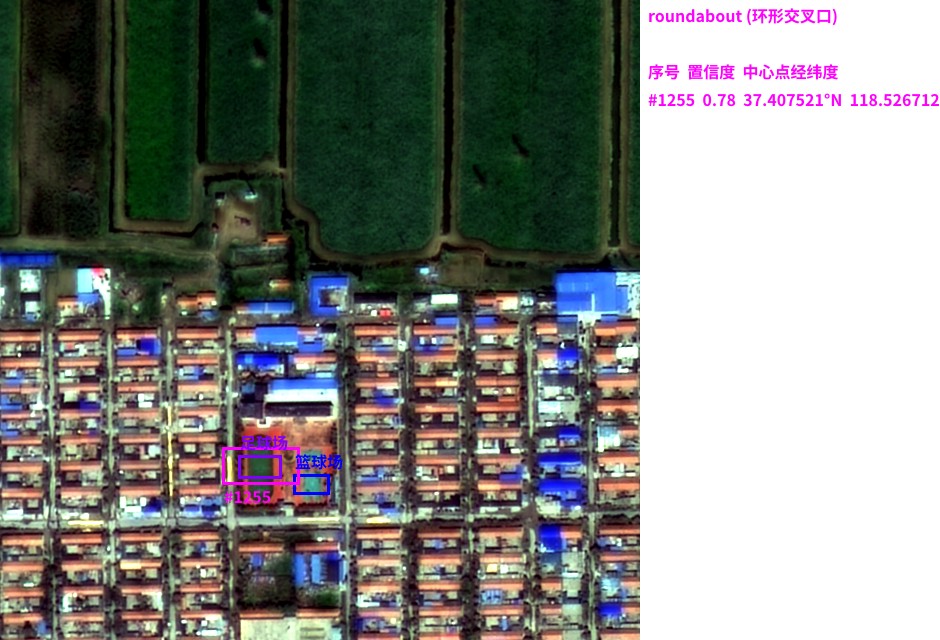 roundabout (环形交叉口)
序号 置信度 中心点经纬度
#1255 0.78 37.407521°N 118.526712
足球场
篮球场
#1255